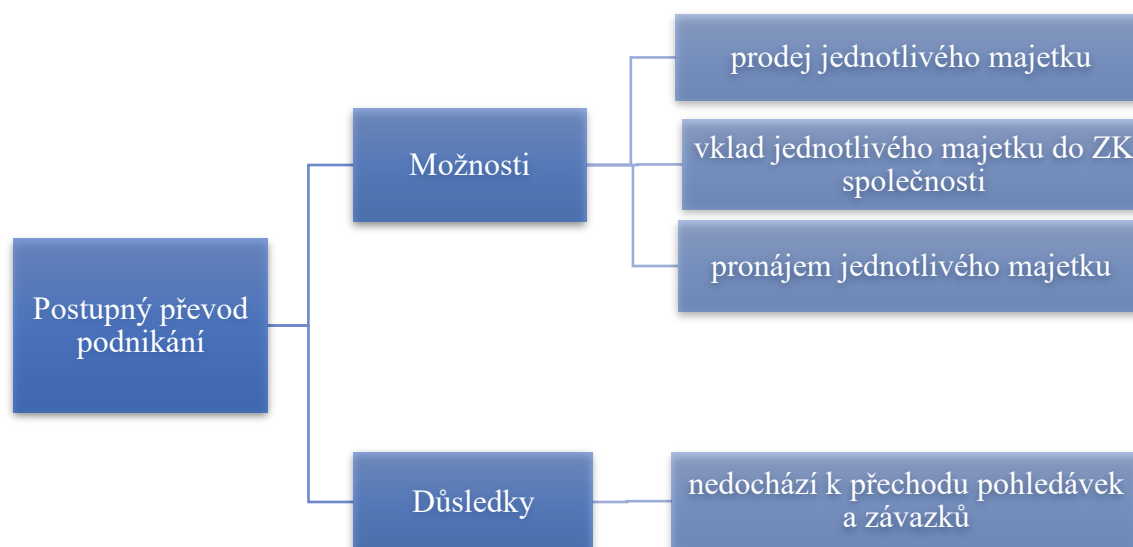 Postupný převod
podnikání
Možnosti
prodej jednotlivého majetku
vklad jednotlivého majetku do ZK
společnosti
pronájem jednotlivého majetku
Důsledky
nedochází k přechodu pohledávek
a závazků